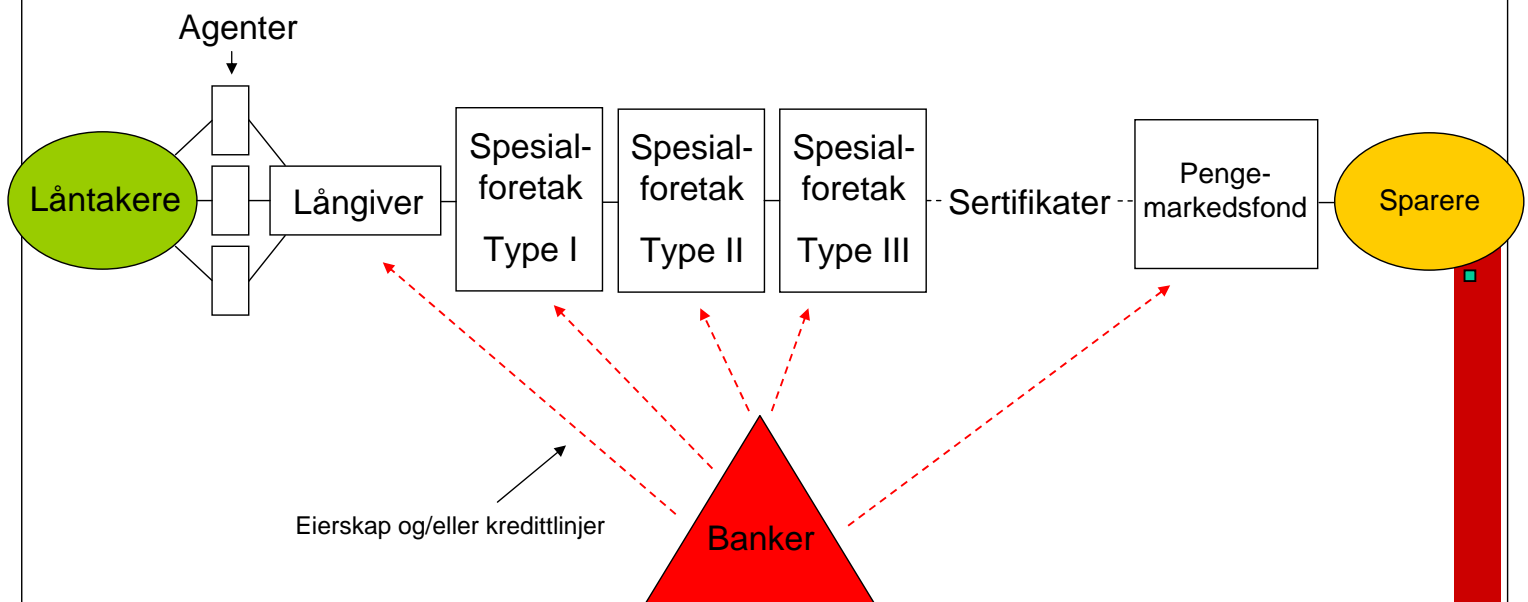 Agenter
Låntakere
Långiver
Spesial-
foretak
Type I
Spesial-
foretak
Type II
Spesial-
foretak
Type III
Sertifikater
Penge-
markedsfond
Sparere
Eierskap og/eller kredittlinjer
Banker